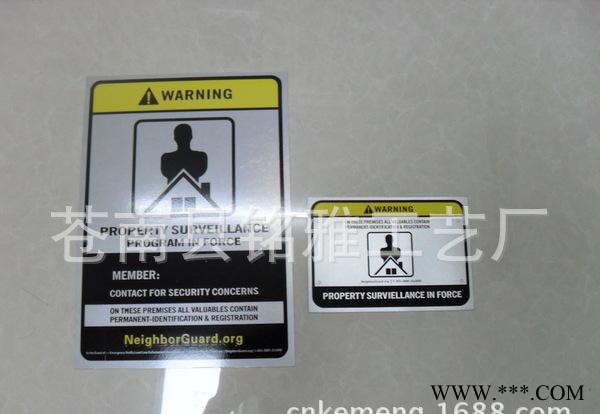 WARNING
PROPERTY SURVEILLANCE
PROGRAM IN FORCE
MEMBER:
CONTACT FOR SECURITY CONCERNS
ON THESE PREMISES ALL VALUABLES CONTAIN
PERMANENT-IDENTIFICATION & REGISTRATION
NeighborGuard.org
WARNING
ON THESE PREMISES ALL VALUABLES CONTAIN
PERMANENT-IDENTIFICATION & REGISTRATION
PROPERTY SURVIELLANCE IN FORCE
苍南县铭雅工艺厂
cnkemeng.1688.com
WWW.***.COM